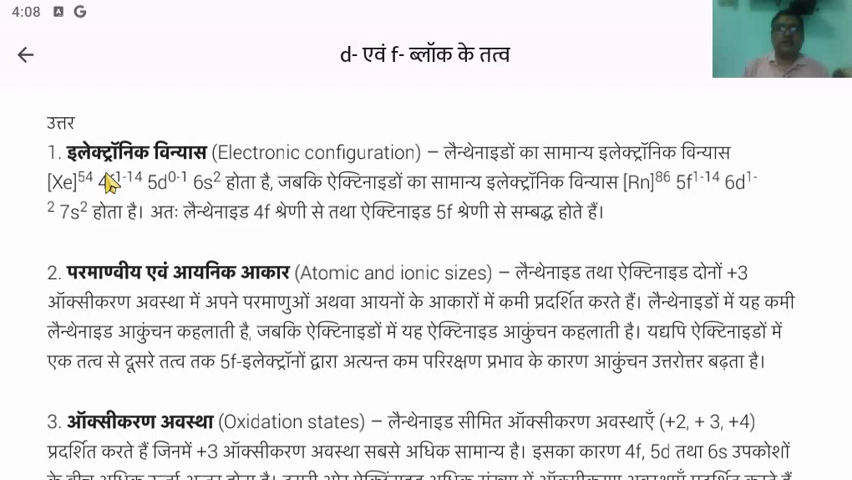 4:08
d- एवं f- ब्लॉक के तत्व
उत्तर
1. इलेक्ट्रॉनिक विन्यास (Electronic configuration) – लैन्थेनाइडों का सामान्य इलेक्ट्रॉनिक विन्यास
[Xe]⁵⁴ 4f¹⁻¹⁴ 5d⁰⁻¹ 6s² होता है, जबकि ऐक्टिनाइडों का सामान्य इलेक्ट्रॉनिक विन्यास [Rn]⁸⁶ 5f¹⁻¹⁴ 6d¹⁻
² 7s² होता है। अतः लैन्थेनाइड 4f श्रेणी से तथा ऐक्टिनाइड 5f श्रेणी से सम्बद्ध होते हैं।
2. परमाण्वीय एवं आयनिक आकार (Atomic and ionic sizes) – लैन्थेनाइड तथा ऐक्टिनाइड दोनों +3
ऑक्सीकरण अवस्था में अपने परमाणुओं अथवा आयनों के आकारों में कमी प्रदर्शित करते हैं। लैन्थेनाइडों में यह कमी
लैन्थेनाइड आकुंचन कहलाती है, जबकि ऐक्टिनाइडों में यह ऐक्टिनाइड आकुंचन कहलाती है। यद्यपि ऐक्टिनाइडों में
एक तत्व से दूसरे तत्व तक 5f-इलेक्ट्रॉनों द्वारा अत्यन्त कम परिरक्षण प्रभाव के कारण आकुंचन उत्तरोत्तर बढ़ता है।
3. ऑक्सीकरण अवस्था (Oxidation states) – लैन्थेनाइड सीमित ऑक्सीकरण अवस्थाएँ (+2, + 3, +4)
प्रदर्शित करते हैं जिनमें +3 ऑक्सीकरण अवस्था सबसे अधिक सामान्य है। इसका कारण 4f, 5d तथा 6s उपकोशों